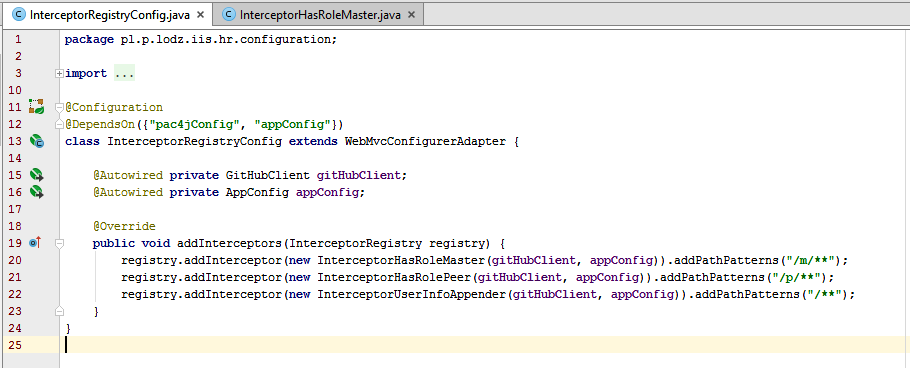 InterceptorRegistryConfig.java × InterceptorHasRoleMaster.java ×
1 package pl.p.lodz.iis.hr.configuration;
2
3 import ...
10
11 @Configuration
12 @DependsOn({"pac4jConfig", "appConfig"})
13 class InterceptorRegistryConfig extends WebMvcConfigurerAdapter {
14
15 @Autowired private GitHubClient gitHubClient;
16 @Autowired private AppConfig appConfig;
17
18 @Override
19 public void addInterceptors(InterceptorRegistry registry) {
20 registry.addInterceptor(new InterceptorHasRoleMaster(gitHubClient, appConfig)).addPathPatterns("/m/**");
21 registry.addInterceptor(new InterceptorHasRolePeer(gitHubClient, appConfig)).addPathPatterns("/p/**");
22 registry.addInterceptor(new InterceptorUserInfoAppender(gitHubClient, appConfig)).addPathPatterns("/**");
23 }
24 }
25